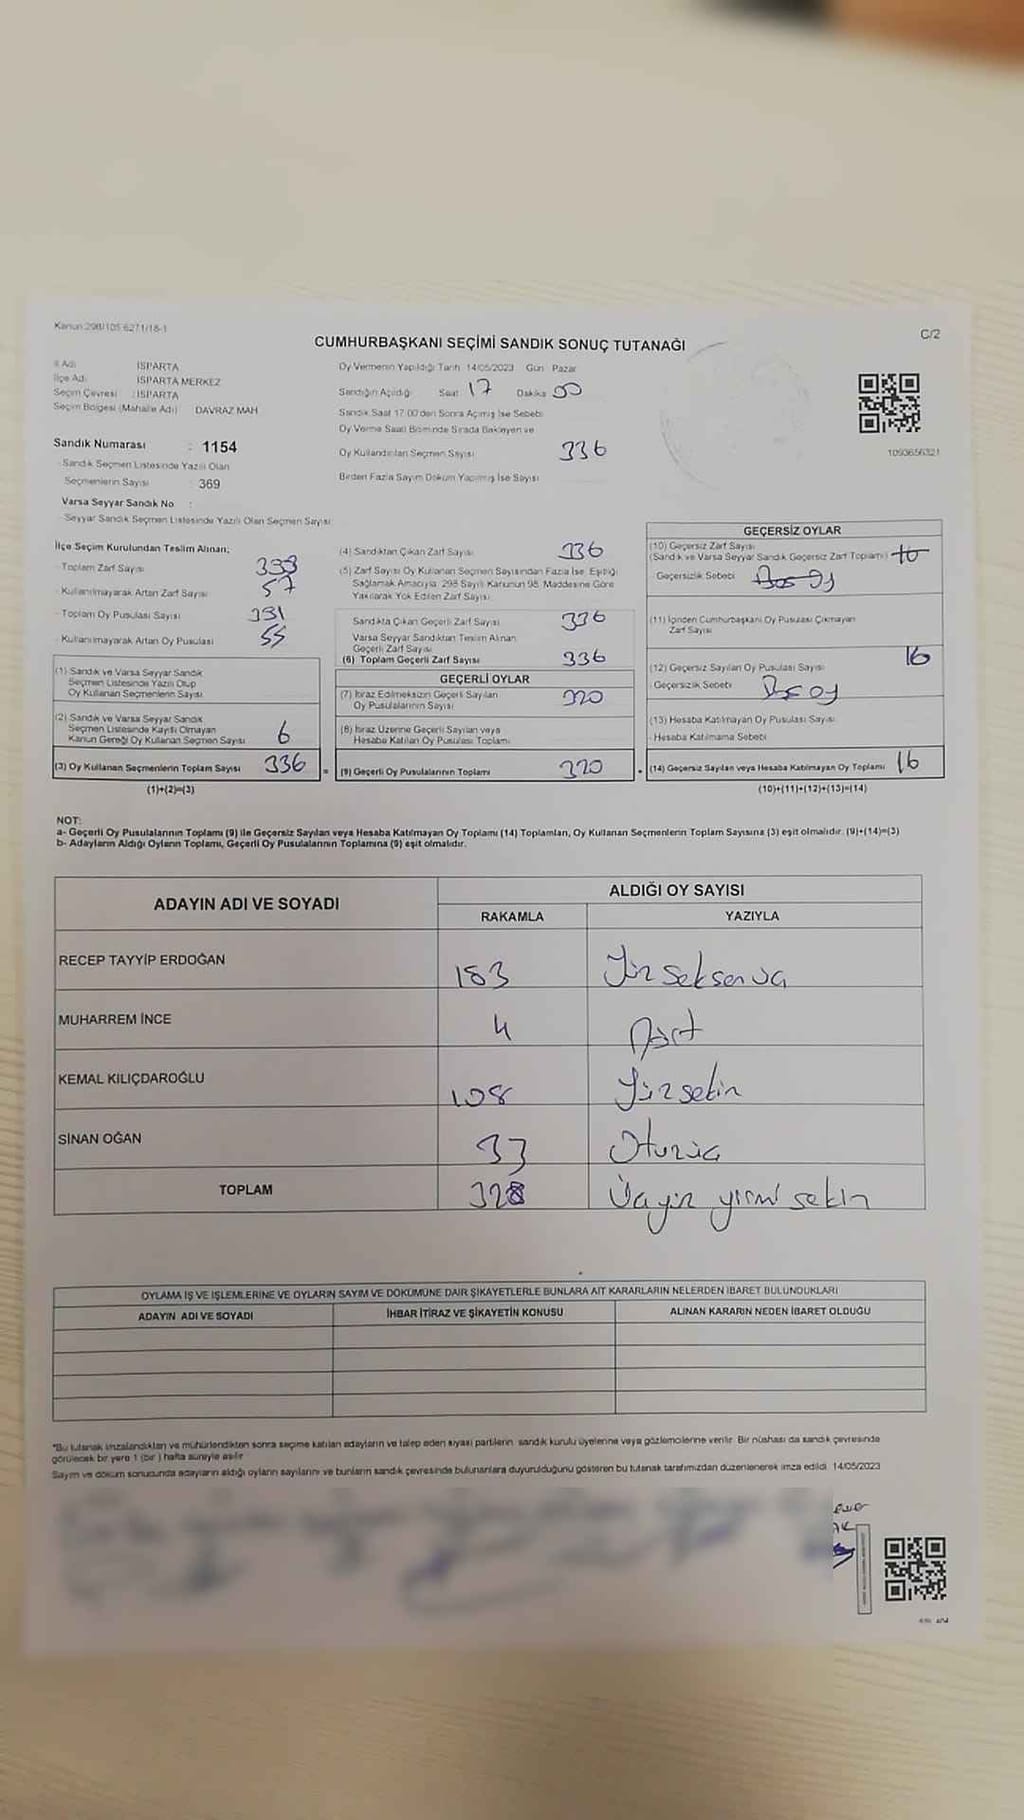 Kanun:298/105 6271/18-1
C/2
CUMHURBAŞKANI SEÇİMİ SANDIK SONUÇ TUTANAĞI
İl Adı : ISPARTA
İlçe Adı : ISPARTA MERKEZ
Seçim Çevresi : ISPARTA
Seçim Bölgesi (Mahalle Adı) DAVRAZ MAH
Sandık Numarası : 1154
Sandık Seçmen Listesinde Yazılı Olan
Seçmenlerin Sayısı : 369
Varsa Seyyar Sandık No :
Seyyar Sandık Seçmen Listesinde Yazılı Olan Seçmen Sayısı:
Oy Vermenin Yapıldığı Tarih 14/05/2023 Gün Pazar
Sandığın Açıldığı Saat 17 Dakika 00
Sandık Saat 17.00'den Sonra Açılmış İse Sebebi
Oy Verme Saati Bitiminde Sırada Bekleyen ve
Oy Kullandırılan Seçmen Sayısı 336
Birden Fazla Sayım Döküm Yapılmış İse Sayısı
1093656321
İlçe Seçim Kurulundan Teslim Alınan;
Toplam Zarf Sayısı 393
Kullanılmayarak Artan Zarf Sayısı 57
Toplam Oy Pusulası Sayısı 391
Kullanılmayarak Artan Oy Pusulası 55
(1) Sandık ve Varsa Seyyar Sandık
Seçmen Listesinde Yazılı Olup
Oy Kullanan Seçmenlerin Sayısı
(2) Sandık ve Varsa Seyyar Sandık
Seçmen Listesinde Kayıtlı Olmayan
Kanun Gereği Oy Kullanan Seçmen Sayısı 6
(3) Oy Kullanan Seçmenlerin Toplam Sayısı 336 =
(1)+(2)=(3)
(4) Sandıktan Çıkan Zarf Sayısı 336
(5) Zarf Sayısı Oy Kullanan Seçmen Sayısından Fazla İse, Eşitliği
Sağlamak Amacıyla, 298 Sayılı Kanunun 98. Maddesine Göre
Yakılarak Yok Edilen Zarf Sayısı
Sandıkta Çıkan Geçerli Zarf Sayısı 336
Varsa Seyyar Sandıktan Teslim Alınan
Geçerli Zarf Sayısı
(6) Toplam Geçerli Zarf Sayısı 336
GEÇERLİ OYLAR
(7) İtiraz Edilmeksizin Geçerli Sayılan
Oy Pusulalarının Sayısı 320
(8) İtiraz Üzerine Geçerli Sayılan veya
Hesaba Katılan Oy Pusulası Toplamı
(9) Geçerli Oy Pusulalarının Toplamı 320
GEÇERSİZ OYLAR
(10) Geçersiz Zarf Sayısı
(Sandık ve Varsa Seyyar Sandık Geçersiz Zarf Toplamı)
Geçersizlik Sebebi
(11) İçinden Cumhurbaşkanı Oy Pusulası Çıkmayan
Zarf Sayısı
(12) Geçersiz Sayılan Oy Pusulası Sayısı 16
Geçersizlik Sebebi
(13) Hesaba Katılmayan Oy Pusulası Sayısı
Hesaba Katılmama Sebebi
(14) Geçersiz Sayılan veya Hesaba Katılmayan Oy Toplamı 16
(10)+(11)+(12)+(13)=(14)
NOT:
a- Geçerli Oy Pusulalarının Toplamı (9) ile Geçersiz Sayılan veya Hesaba Katılmayan Oy Toplamı (14) Toplamları, Oy Kullanan Seçmenlerin Toplam Sayısına (3) eşit olmalıdır. (9)+(14)=(3)
b- Adayların Aldığı Oyların Toplamı, Geçerli Oy Pusulalarının Toplamına (9) eşit olmalıdır.
ADAYIN ADI VE SOYADI
ALDIĞI OY SAYISI
RAKAMLA YAZIYLA
RECEP TAYYİP ERDOĞAN 183 Yüz seksen üç
MUHARREM İNCE 4 Dört
KEMAL KILIÇDAROĞLU 108 Yüzsekiz
SİNAN OĞAN 33 Otuzüç
TOPLAM 328 Üçyüz yirmi sekiz
OYLAMA İŞ VE İŞLEMLERİNE VE OYLARIN SAYIM VE DÖKÜMÜNE DAİR ŞİKAYETLERLE BUNLARA AİT KARARLARIN NELERDEN İBARET BULUNDUKLARI
ADAYIN ADI VE SOYADI
İHBAR İTİRAZ VE ŞİKAYETİN KONUSU
ALINAN KARARIN NEDEN İBARET OLDUĞU
*Bu tutanak imzalandıktan ve mühürlendikten sonra seçime katılan adayların ve talep eden siyasi partilerin sandık kurulu üyelerine veya gözlemcilerine verilir. Bir nüshası da sandık çevresinde
görülecek bir yere 1 (bir ) hafta süreyle asılır
Sayım ve döküm sonucunda adayların aldığı oyların sayılarını ve bunların sandık çevresinde bulunanlara duyurulduğunu gösteren bu tutanak tarafımızdan düzenlenerek imza edildi. 14/05/2023